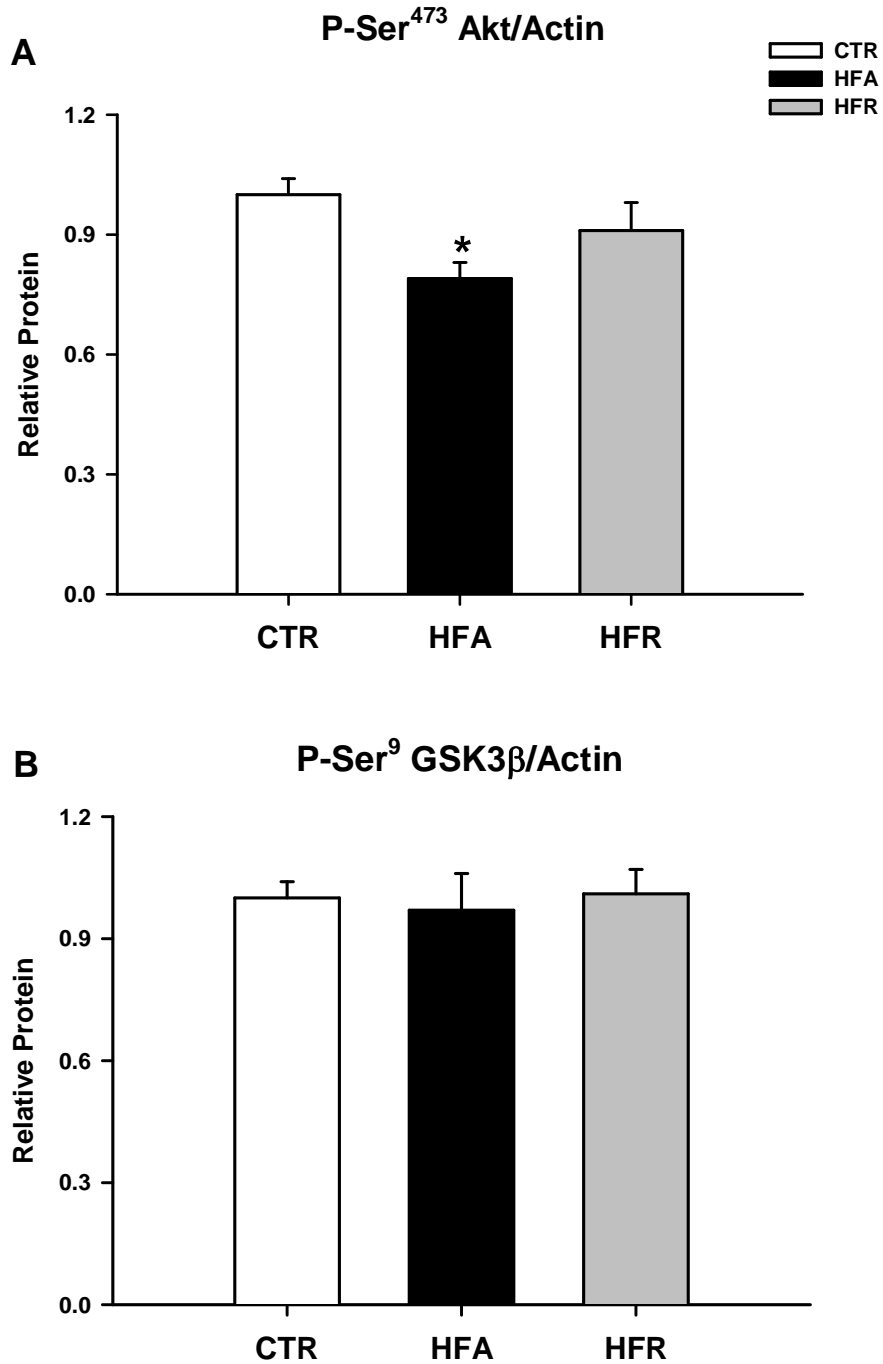 P-Ser⁴⁷³ Akt/Actin
A
CTR
HFA
HFR
1.2
0.9
0.6
0.3
0.0
Relative Protein
*
CTR HFA HFR
B
P-Ser⁹ GSK3β/Actin
1.2
0.9
0.6
0.3
0.0
Relative Protein
CTR HFA HFR